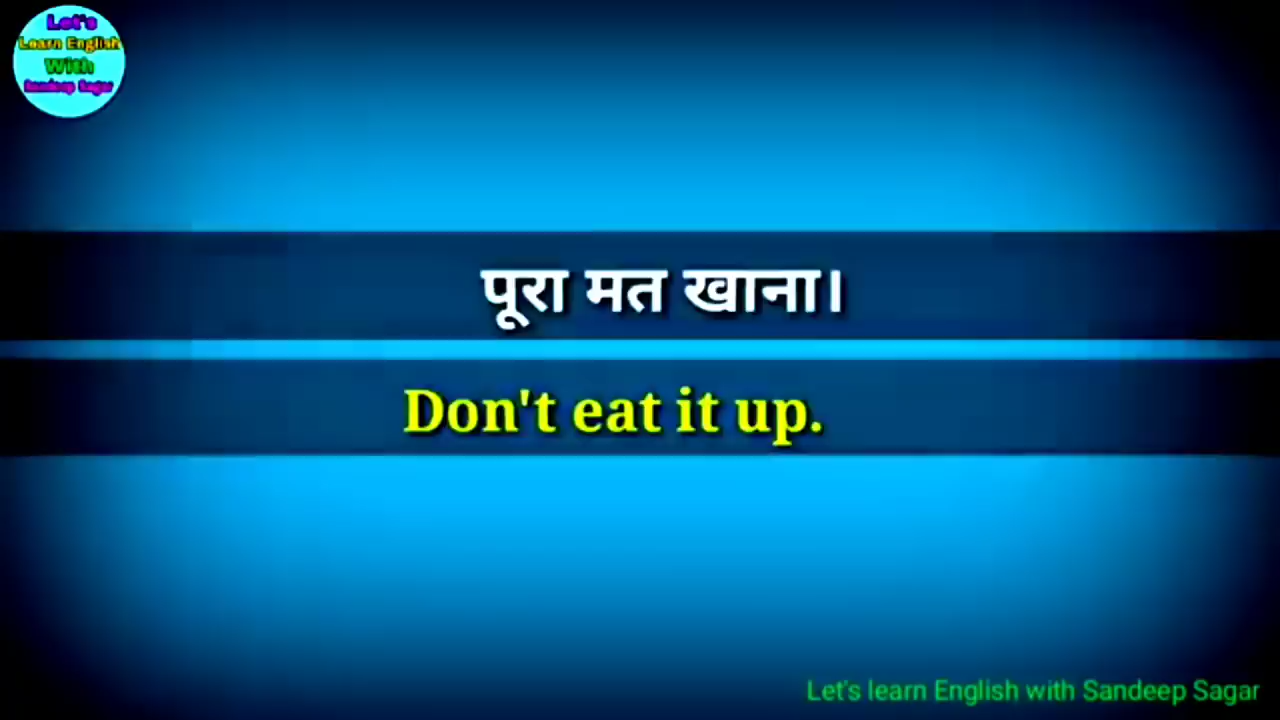 Let's
Learn English
With
Sandeep Sagar
पूरा मत खाना।
Don't eat it up.
Let's learn English with Sandeep Sagar